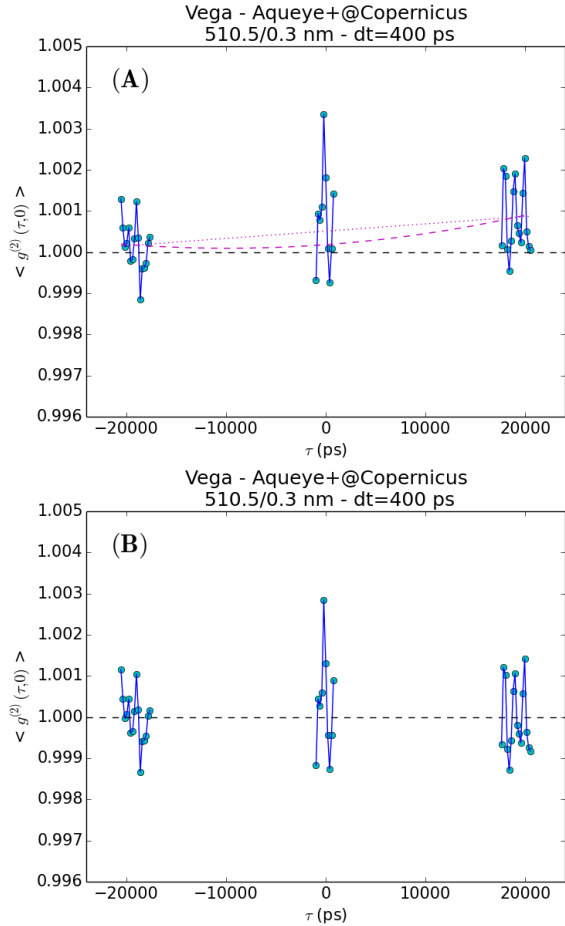 Vega - Aqueye+@Copernicus
510.5/0.3 nm - dt=400 ps
(A)
1.005
1.004
1.003
1.002
1.001
1.000
0.999
0.998
0.997
0.996
< g^(2) (τ,0) >
−20000 −10000 0 10000 20000
τ (ps)
Vega - Aqueye+@Copernicus
510.5/0.3 nm - dt=400 ps
(B)
1.005
1.004
1.003
1.002
1.001
1.000
0.999
0.998
0.997
0.996
< g^(2) (τ,0) >
−20000 −10000 0 10000 20000
τ (ps)